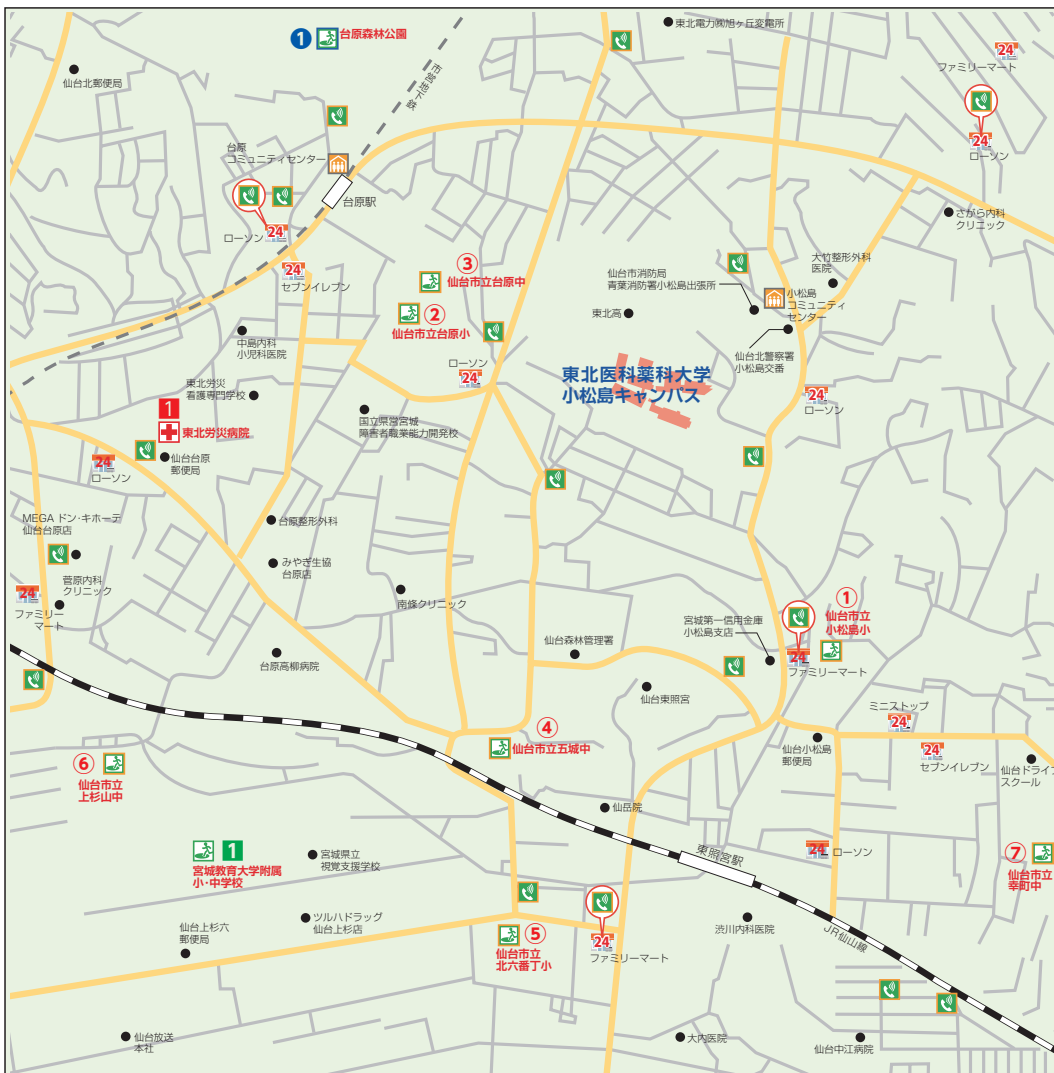 1
台原森林公園
東北電力㈱旭ヶ丘変電所
24
ファミリーマート
仙台北郵便局
市営地下鉄
24
ローソン
台原
コミュニティセンター
台原駅
ローソン
24
24
セブンイレブン
さがら内科
クリニック
③
仙台市立台原中
②
仙台市立台原小
仙台市消防局
青葉消防署小松島出張所
大竹整形外科
医院
小松島
コミュニティ
センター
東北高
仙台北警察署
小松島交番
中島内科
小児科医院
ローソン
24
東北医科薬科大学
小松島キャンパス
24
ローソン
東北労災
看護専門学校
1
東北労災病院
国立県営宮城
障害者職業能力開発校
仙台台原
郵便局
24
ローソン
MEGA ドン・キホーテ
仙台台原店
台原整形外科
みやぎ生協
台原店
菅原内科
クリニック
24
ファミリー
マート
南條クリニック
①
仙台市立
小松島小
宮城第一信用金庫
小松島支店
24
ファミリーマート
仙台森林管理署
台原高柳病院
仙台東照宮
ミニストップ
24
④
仙台市立五城中
仙台小松島
郵便局
24
セブンイレブン
仙台ドライブ
スクール
⑥
仙台市立
上杉山中
仙岳院
東照宮駅
24
ローソン
⑦
仙台市立
幸町中
1
宮城教育大学附属
小・中学校
宮城県立
視覚支援学校
ツルハドラッグ
仙台上杉店
仙台上杉六
郵便局
⑤
仙台市立
北六番丁小
24
ファミリーマート
渋川内科医院
JR仙山線
仙台放送
本社
大内医院
仙台中江病院